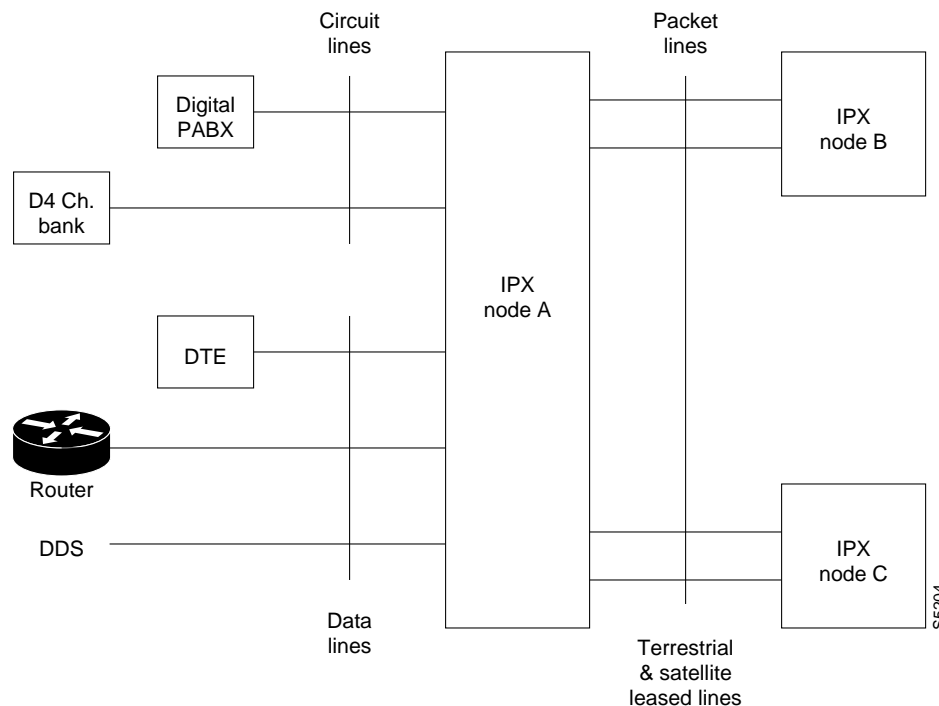 Circuit
lines
Packet
lines
Digital
PABX
IPX
node B
D4 Ch.
bank
IPX
node A
DTE
Router
DDS
IPX
node C
Data
lines
Terrestrial
& satellite
leased lines